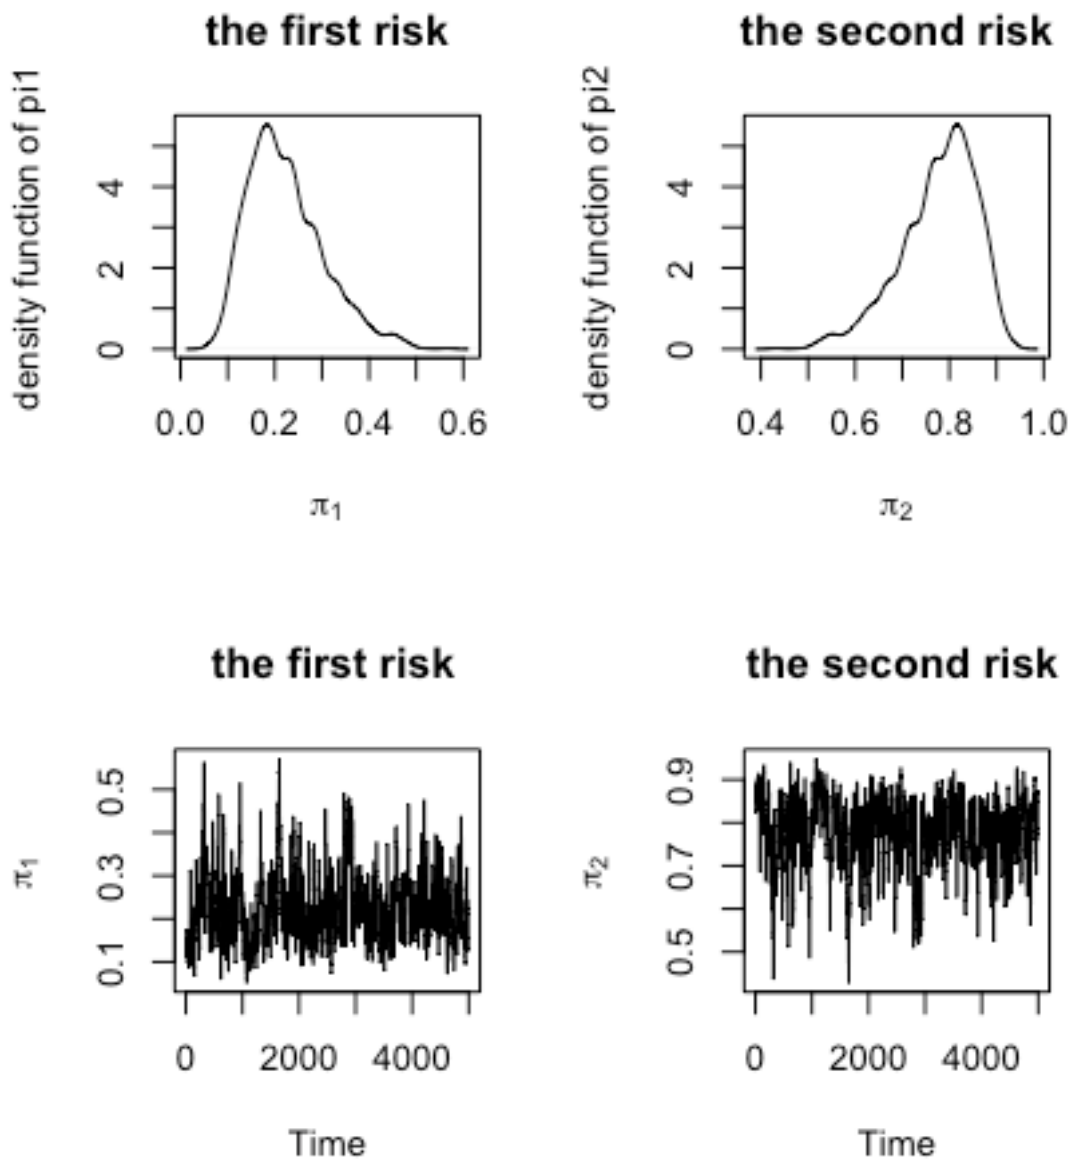 the first risk
density function of pi1
0 2 4
0.0 0.2 0.4 0.6
π1
the second risk
density function of pi2
0 2 4
0.4 0.6 0.8 1.0
π2
the first risk
π1
0.1 0.3 0.5
0 2000 4000
Time
the second risk
π2
0.5 0.7 0.9
0 2000 4000
Time